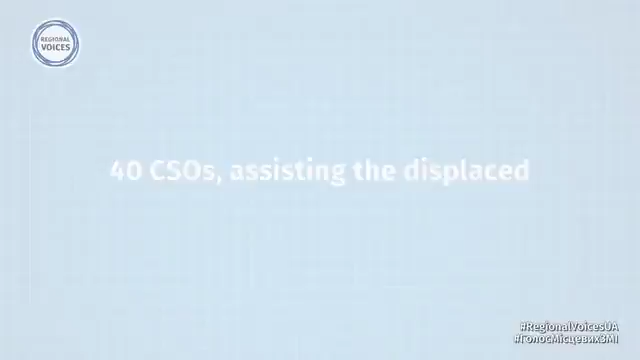 REGIONAL
VOICES
40 CSOs, assisting the displaced
#RegionalVoicesUA
#ГолосМісцевихЗМІ